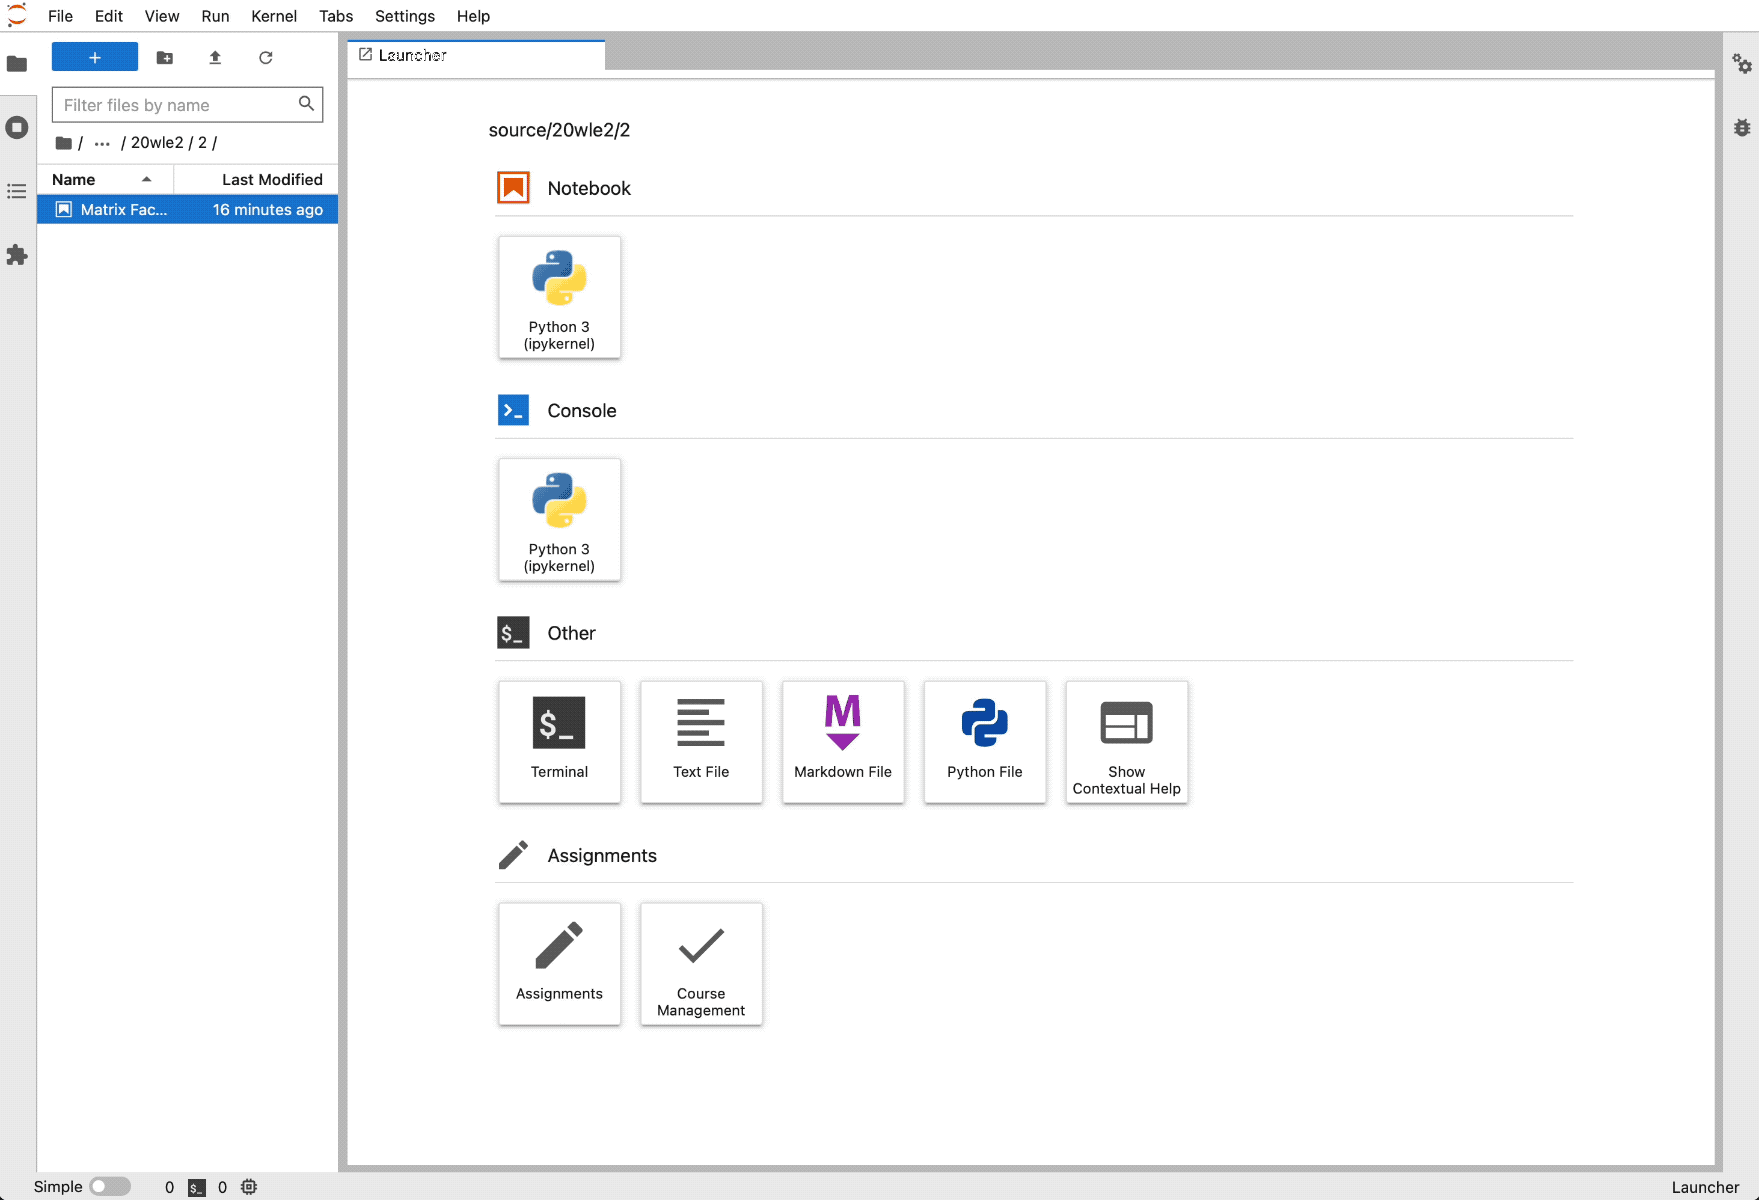 File Edit View Run Kernel Tabs Settings Help
+
Launcher
Filter files by name
/ ... / 20wle2 / 2 /
Name Last Modified
Matrix Fac... 16 minutes ago
source/20wle2/2
Notebook
Python 3
(ipykernel)
>_ Console
Python 3
(ipykernel)
$_ Other
$_
Terminal
Text File
M
Markdown File
Python File
Show
Contextual Help
Assignments
Assignments
Course
Management
Simple 0 $_ 0 Launcher